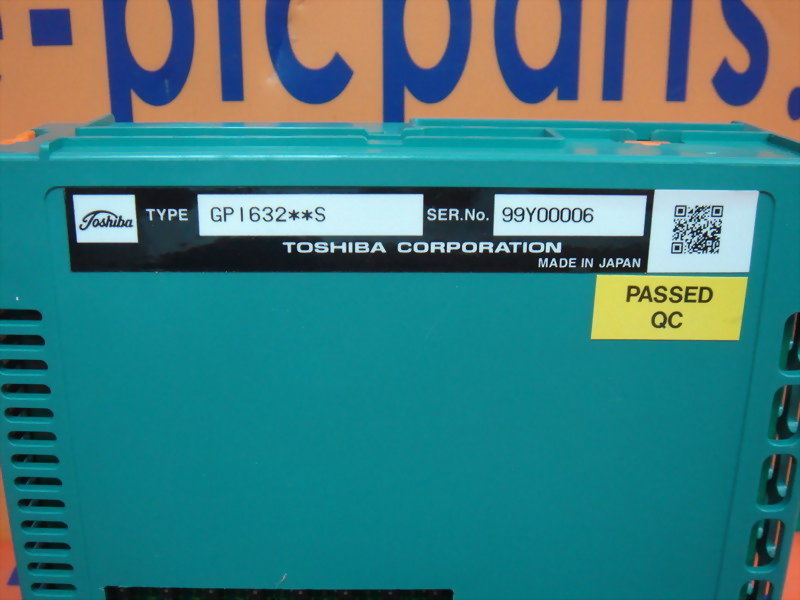 e-plcparts.
Toshiba TYPE GPI632**S SER.No. 99Y00006
TOSHIBA CORPORATION
MADE IN JAPAN
PASSED
QC